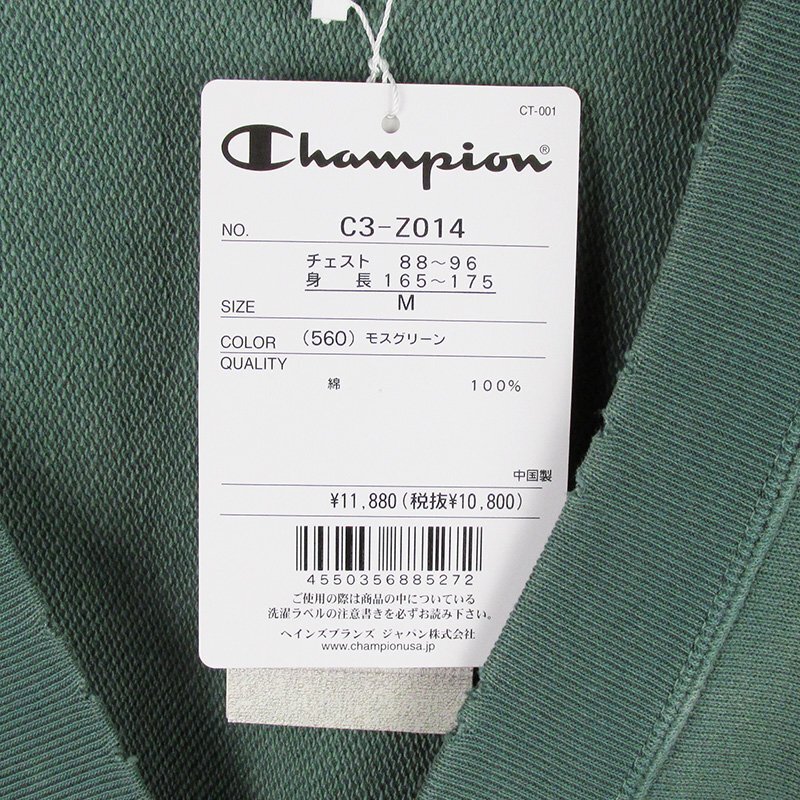 CT-001
Champion®
NO. C3-Z014
チェスト 88〜96
身 長 165〜175
SIZE M
COLOR (560) モスグリーン
QUALITY
綿 100%
中国製
¥11,880(税抜¥10,800)
4550356885272
ご使用の際は商品の中についている
洗濯ラベルの注意書きを必ずお読み下さい。
ヘインズブランズ ジャパン株式会社
www.championusa.jp